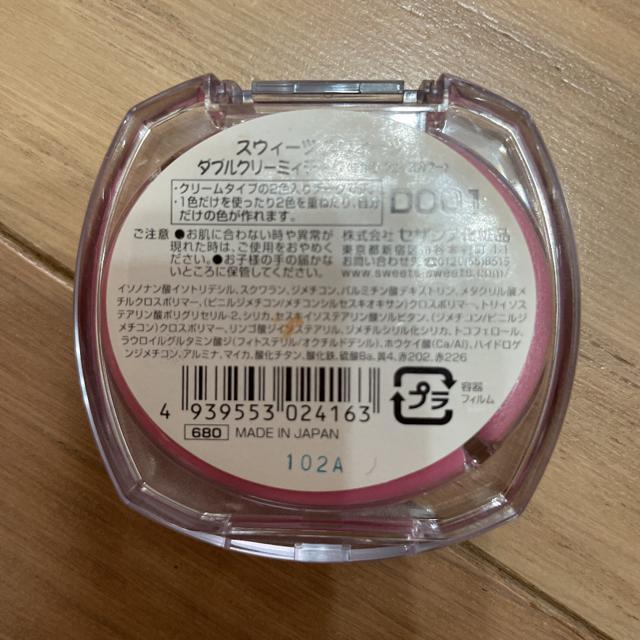 スウィーツ
ダブルクリーミィ
・クリームタイプの2色入り
・1色だけを使ったり2色を重ねたり、自分
だけの色が作れます。
DO01
ご注意 ●お肌に合わない時や異常が
現れた時は、ご使用をおやめく
ださい。●お子様の手の届かな
いところに保管してください。
株式会社 セザンヌ化粧品
東京都新宿区
www.sweets-sweets.com/
イソノナン酸イソトリデシル、スクワラン、ジメチコン、パルミチン酸デキストリン、メタクリル酸メ
チルクロスポリマー、(ビニルジメチコン/メチコンシルセスキオキサン)クロスポリマー、トリイソス
テアリン酸ポリグリセリル-2、シリカ、セスキイソステアリン酸ソルビタン、(ジメチコン/ビニルジ
メチコン)クロスポリマー、リンゴ酸ジイソステアリル、ジメチルシリル化シリカ、トコフェロール、
ラウロイルグルタミン酸ジ(フィトステリル/オクチルドデシル)、ホウケイ酸(Ca/Al)、ハイドロゲ
ンジメチコン、アルミナ、マイカ、酸化チタン、酸化鉄、硫酸Ba、黄4、赤202、赤226
4 939553 024163
プラ
容器
フィルム
680 MADE IN JAPAN
102A